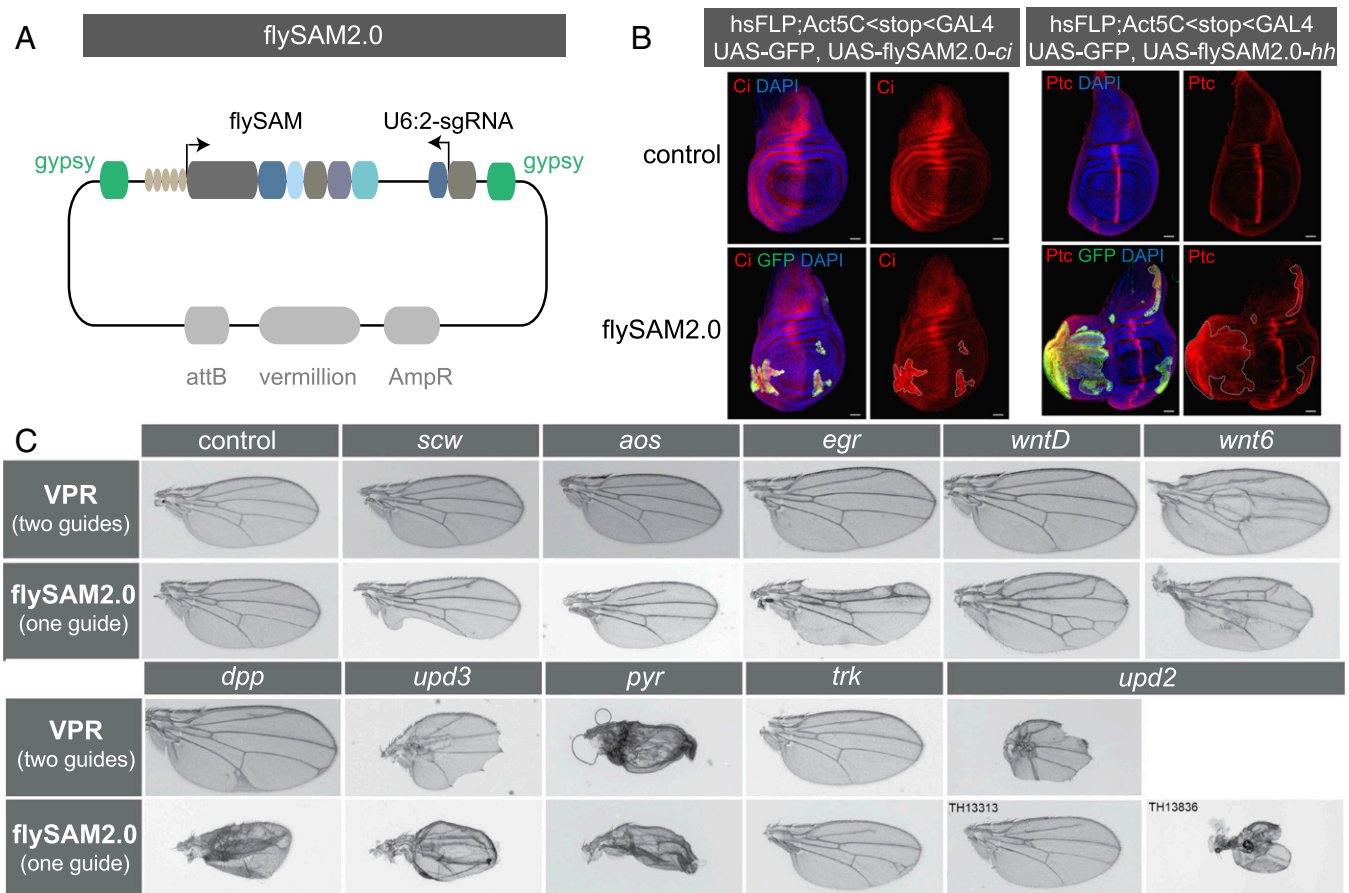 A
flySAM2.0
flySAM
U6:2-sgRNA
gypsy
gypsy
attB
vermillion
AmpR
B
hsFLP;Act5C<stop<GAL4
UAS-GFP, UAS-flySAM2.0-ci
hsFLP;Act5C<stop<GAL4
UAS-GFP, UAS-flySAM2.0-hh
control
Ci DAPI
Ci
Ptc DAPI
Ptc
flySAM2.0
Ci GFP DAPI
Ci
Ptc GFP DAPI
Ptc
C
control
scw
aos
egr
wntD
wnt6
VPR
(two guides)
flySAM2.0
(one guide)
dpp
upd3
pyr
trk
upd2
VPR
(two guides)
flySAM2.0
(one guide)
TH13313
TH13836